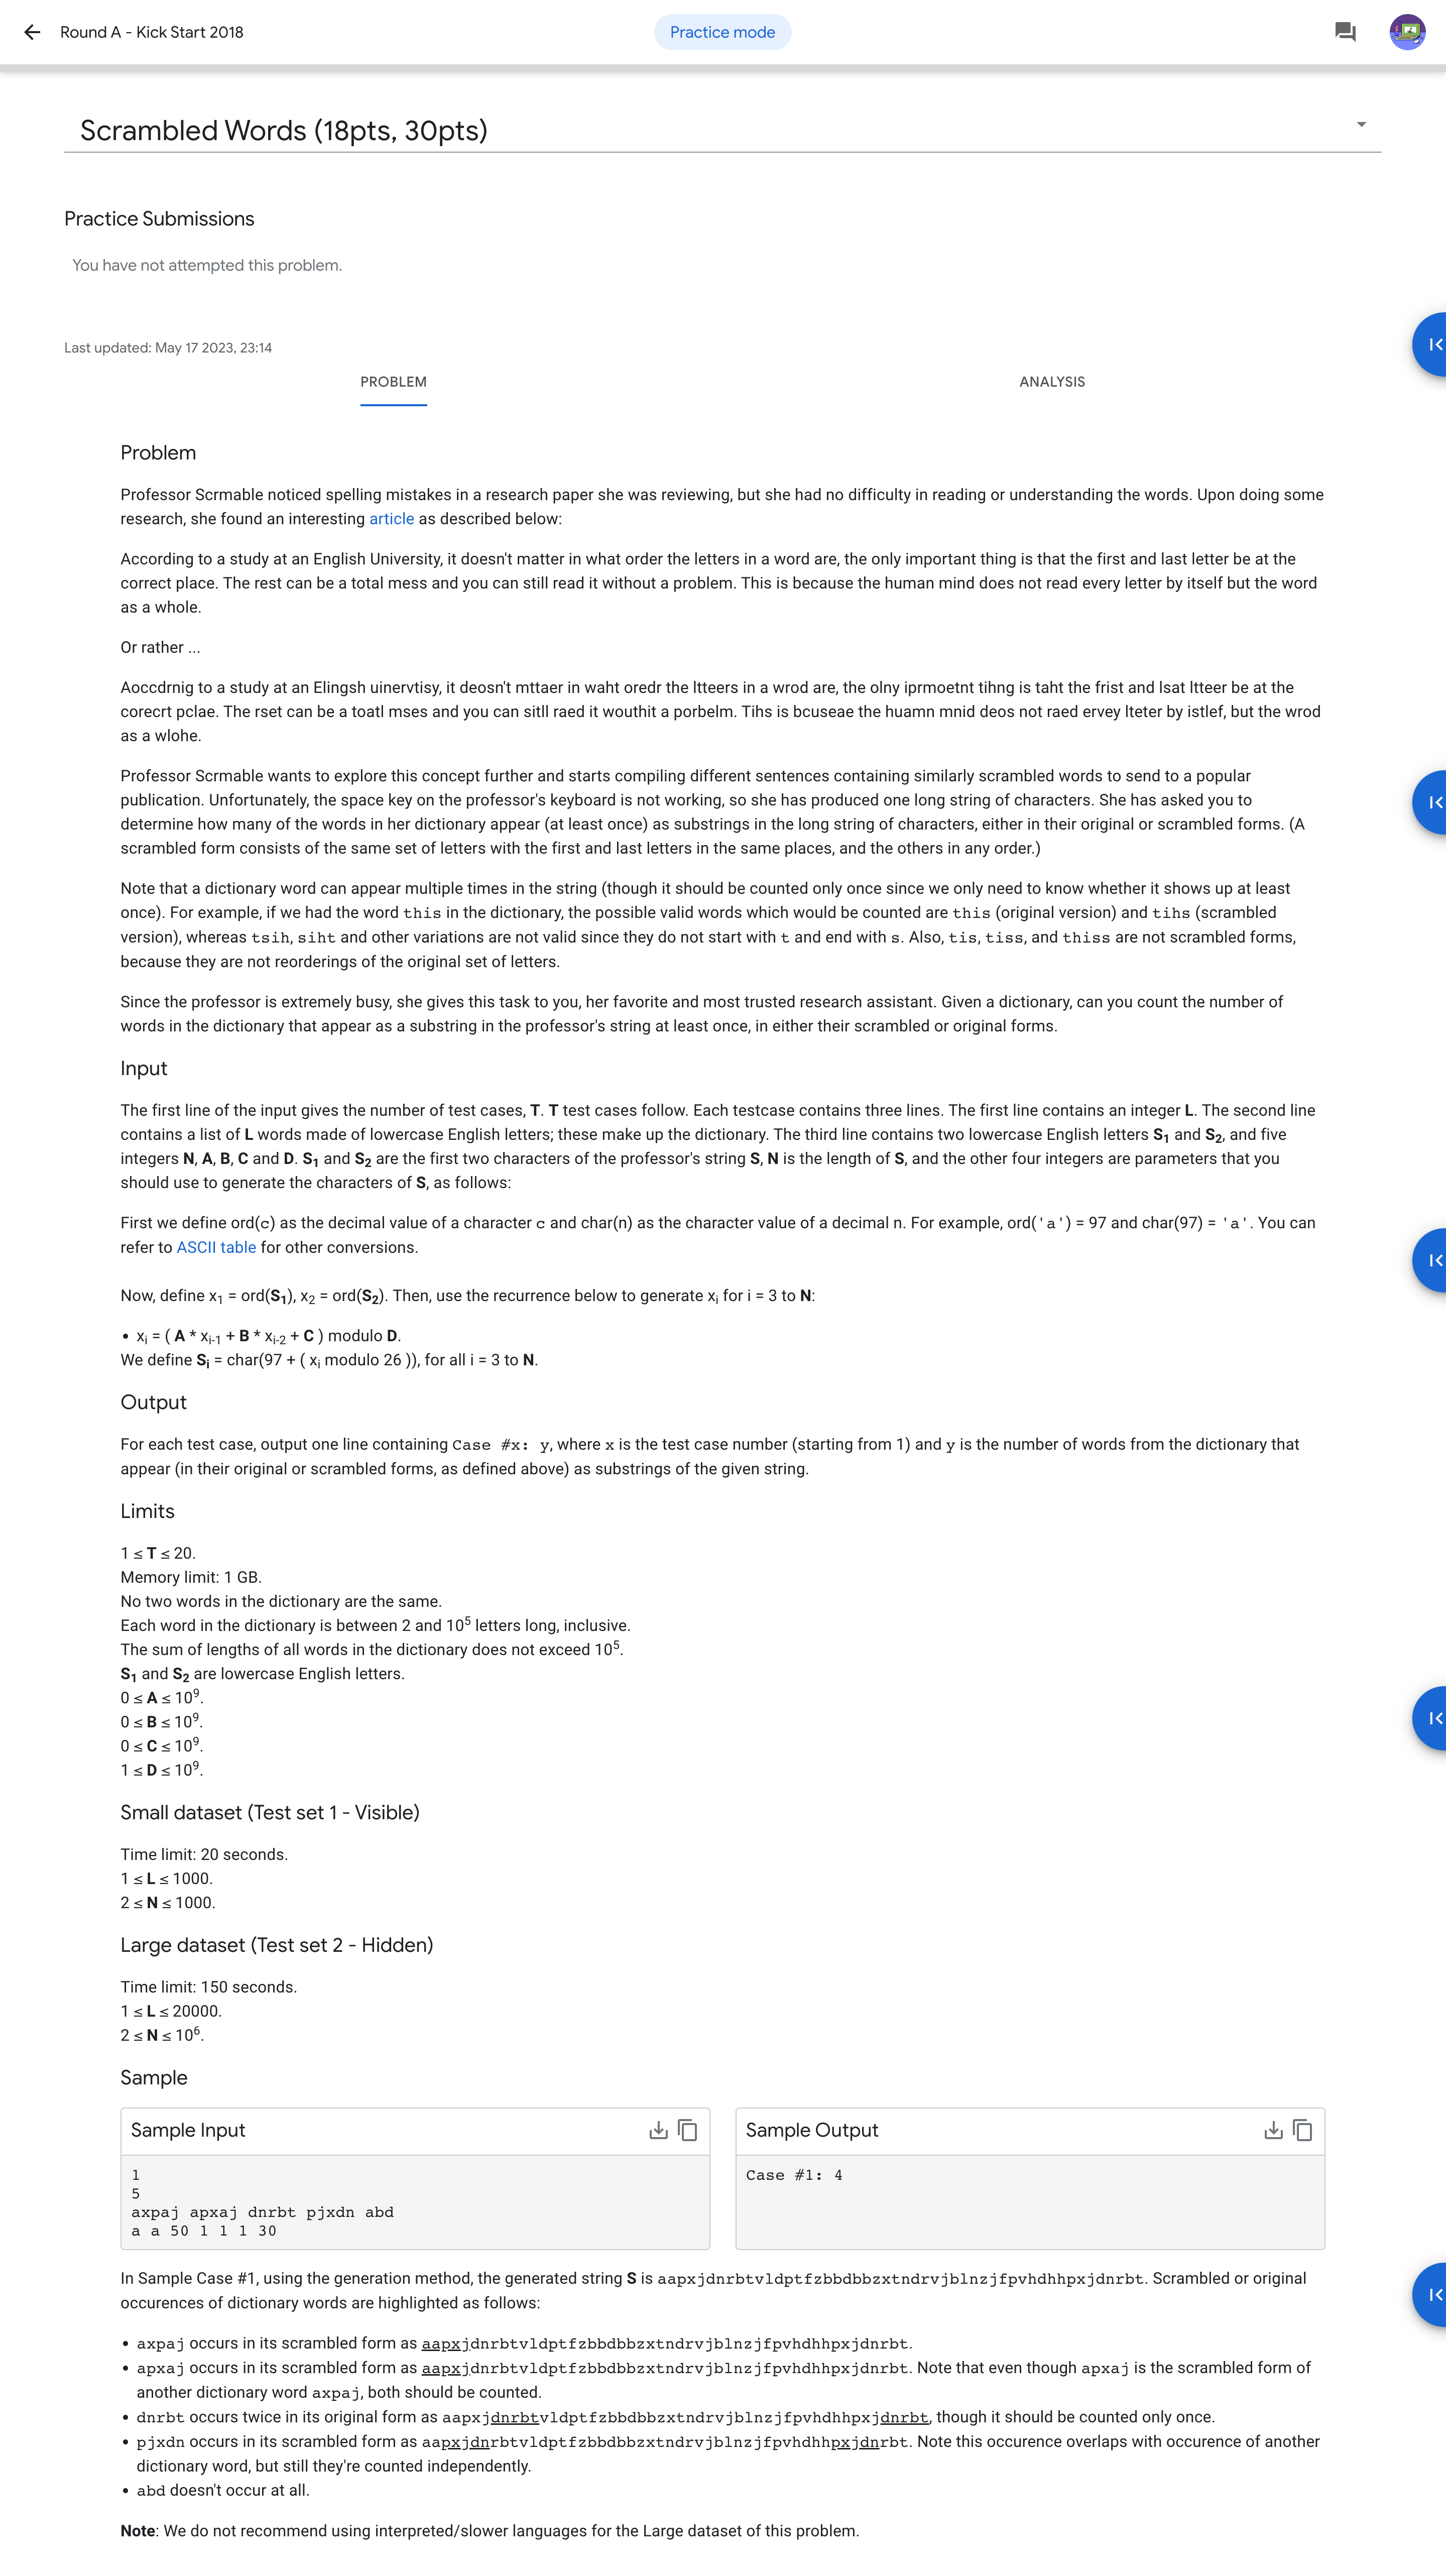 Round A - Kick Start 2018
Practice mode
Scrambled Words (18pts, 30pts)
Practice Submissions
You have not attempted this problem.
Last updated: May 17 2023, 23:14
PROBLEM
ANALYSIS
Problem
Professor Scrmable noticed spelling mistakes in a research paper she was reviewing, but she had no difficulty in reading or understanding the words. Upon doing some
research, she found an interesting article as described below:
According to a study at an English University, it doesn't matter in what order the letters in a word are, the only important thing is that the first and last letter be at the
correct place. The rest can be a total mess and you can still read it without a problem. This is because the human mind does not read every letter by itself but the word
as a whole.
Or rather ...
Aoccdrnig to a study at an Elingsh uinervtisy, it deosn't mttaer in waht oredr the ltteers in a wrod are, the olny iprmoetnt tihng is taht the frist and lsat ltteer be at the
corecrt pclae. The rset can be a toatl mses and you can sitll raed it wouthit a porbelm. Tihs is bcuseae the huamn mnid deos not raed ervey lteter by istlef, but the wrod
as a wlohe.
Professor Scrmable wants to explore this concept further and starts compiling different sentences containing similarly scrambled words to send to a popular
publication. Unfortunately, the space key on the professor's keyboard is not working, so she has produced one long string of characters. She has asked you to
determine how many of the words in her dictionary appear (at least once) as substrings in the long string of characters, either in their original or scrambled forms. (A
scrambled form consists of the same set of letters with the first and last letters in the same places, and the others in any order.)
Note that a dictionary word can appear multiple times in the string (though it should be counted only once since we only need to know whether it shows up at least
once). For example, if we had the word this in the dictionary, the possible valid words which would be counted are this (original version) and tihs (scrambled
version), whereas tsih, siht and other variations are not valid since they do not start with t and end with s. Also, tis, tiss, and thiss are not scrambled forms,
because they are not reorderings of the original set of letters.
Since the professor is extremely busy, she gives this task to you, her favorite and most trusted research assistant. Given a dictionary, can you count the number of
words in the dictionary that appear as a substring in the professor's string at least once, in either their scrambled or original forms.
Input
The first line of the input gives the number of test cases, T. T test cases follow. Each testcase contains three lines. The first line contains an integer L. The second line
contains a list of L words made of lowercase English letters; these make up the dictionary. The third line contains two lowercase English letters S1 and S2, and five
integers N, A, B, C and D. S1 and S2 are the first two characters of the professor's string S, N is the length of S, and the other four integers are parameters that you
should use to generate the characters of S, as follows:
First we define ord(c) as the decimal value of a character c and char(n) as the character value of a decimal n. For example, ord('a') = 97 and char(97) = 'a'. You can
refer to ASCII table for other conversions.
Now, define x1 = ord(S1), x2 = ord(S2). Then, use the recurrence below to generate xi for i = 3 to N:
• xi = ( A * xi-1 + B * xi-2 + C ) modulo D.
We define Si = char(97 + ( xi modulo 26 )), for all i = 3 to N.
Output
For each test case, output one line containing Case #x: y, where x is the test case number (starting from 1) and y is the number of words from the dictionary that
appear (in their original or scrambled forms, as defined above) as substrings of the given string.
Limits
1 ≤ T ≤ 20.
Memory limit: 1 GB.
No two words in the dictionary are the same.
Each word in the dictionary is between 2 and 10^5 letters long, inclusive.
The sum of lengths of all words in the dictionary does not exceed 10^5.
S1 and S2 are lowercase English letters.
0 ≤ A ≤ 10^9.
0 ≤ B ≤ 10^9.
0 ≤ C ≤ 10^9.
1 ≤ D ≤ 10^9.
Small dataset (Test set 1 - Visible)
Time limit: 20 seconds.
1 ≤ L ≤ 1000.
2 ≤ N ≤ 1000.
Large dataset (Test set 2 - Hidden)
Time limit: 150 seconds.
1 ≤ L ≤ 20000.
2 ≤ N ≤ 10^6.
Sample
Sample Input
1
5
axpaj apxaj dnrbt pjxdn abd
a a 50 1 1 1 30
Sample Output
Case #1: 4
In Sample Case #1, using the generation method, the generated string S is aapxjdnrbtvldptfzbbdbbzxtndrvjblnzjfpvhdhhpxjdnrbt. Scrambled or original
occurences of dictionary words are highlighted as follows:
• axpaj occurs in its scrambled form as aapxjdnrbtvldptfzbbdbbzxtndrvjblnzjfpvhdhhpxjdnrbt.
• apxaj occurs in its scrambled form as aapxjdnrbtvldptfzbbdbbzxtndrvjblnzjfpvhdhhpxjdnrbt. Note that even though apxaj is the scrambled form of
another dictionary word axpaj, both should be counted.
• dnrbt occurs twice in its original form as aapxjdnrbtvldptfzbbdbbzxtndrvjblnzjfpvhdhhpxjdnrbt, though it should be counted only once.
• pjxdn occurs in its scrambled form as aapxjdnrbtvldptfzbbdbbzxtndrvjblnzjfpvhdhhpxjdnrbt. Note this occurence overlaps with occurence of another
dictionary word, but still they're counted independently.
• abd doesn't occur at all.
Note: We do not recommend using interpreted/slower languages for the Large dataset of this problem.